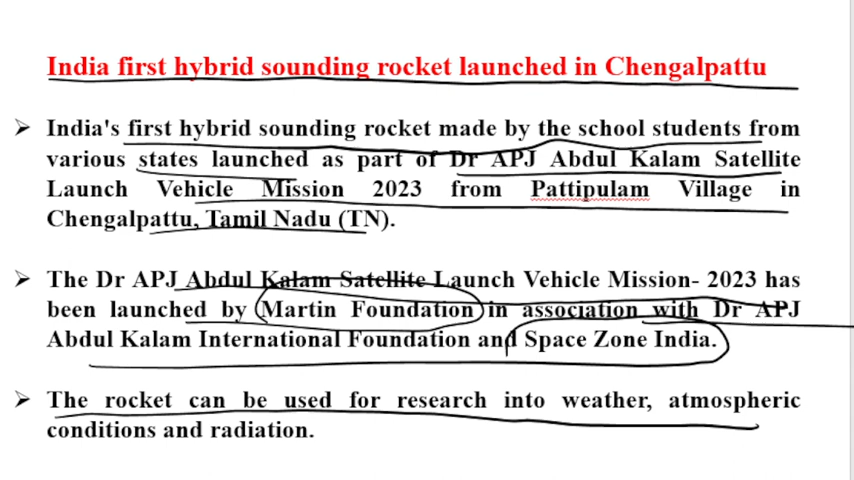 India first hybrid sounding rocket launched in Chengalpattu
➢ India's first hybrid sounding rocket made by the school students from
various states launched as part of Dr APJ Abdul Kalam Satellite
Launch Vehicle Mission 2023 from Pattipulam Village in
Chengalpattu, Tamil Nadu (TN).
➢ The Dr APJ Abdul Kalam Satellite Launch Vehicle Mission- 2023 has
been launched by Martin Foundation in association with Dr APJ
Abdul Kalam International Foundation and Space Zone India.
➢ The rocket can be used for research into weather, atmospheric
conditions and radiation.